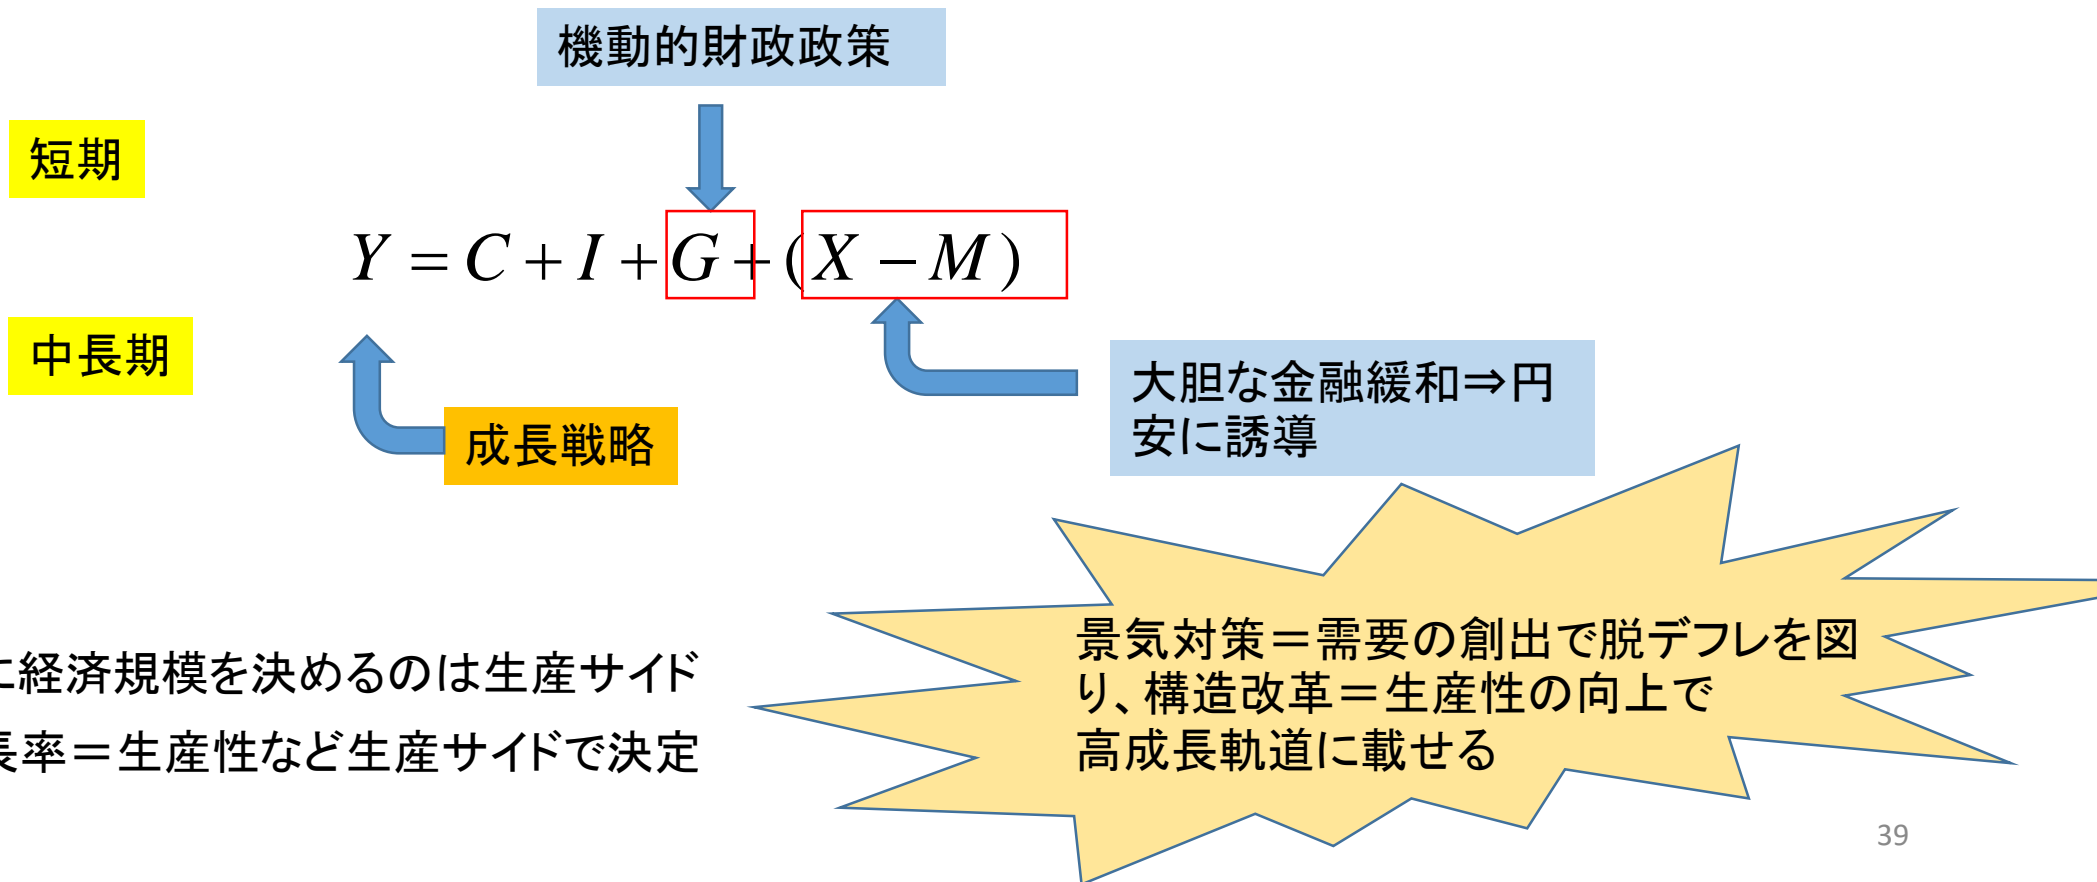 機動的財政政策
短期
Y = C + I + G + (X − M)
中長期
大胆な金融緩和⇒円
安に誘導
成長戦略
に経済規模を決めるのは生産サイド
長率＝生産性など生産サイドで決定
景気対策＝需要の創出で脱デフレを図
り、構造改革＝生産性の向上で
高成長軌道に載せる
39